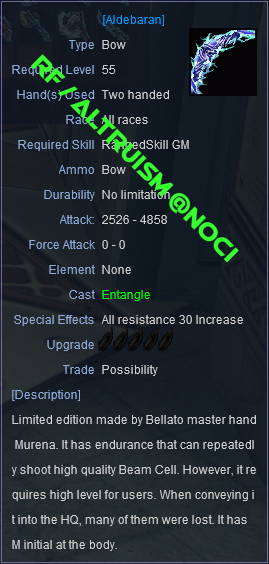 [Aldebaran]
Type Bow
Required Level 55
Hand(s) Used Two handed
Race All races
Required Skill RangedSkill GM
Ammo Bow
Durability No limitation
Attack: 2526 - 4858
Force Attack 0 - 0
Element None
Cast Entangle
Special Effects All resistance 30 Increase
Upgrade
Trade Possibility
[Description]
Limited edition made by Bellato master hand
Murena. It has endurance that can repeatedl
y shoot high quality Beam Cell. However, it re
quires high level for users. When conveying i
t into the HQ, many of them were lost. It has
M initial at the body.
RF / ALTRUISM @NOCI